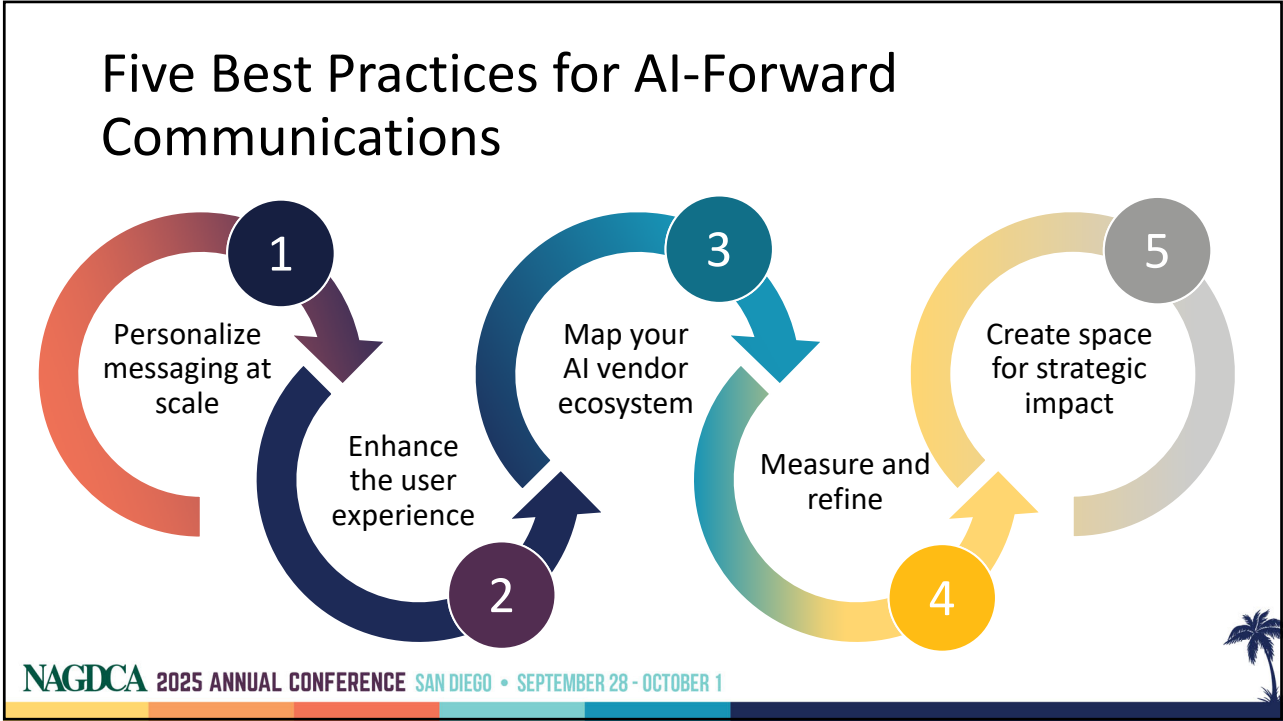 Five Best Practices for AI-Forward
Communications
1
Personalize
messaging at
scale
Enhance
the user
experience
2
3
Map your
AI vendor
ecosystem
Measure and
refine
4
5
Create space
for strategic
impact
NAGDCA 2025 ANNUAL CONFERENCE SAN DIEGO • SEPTEMBER 28 - OCTOBER 1